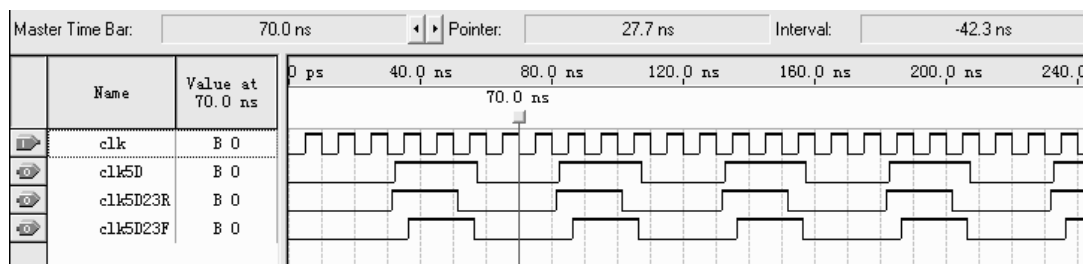 Master Time Bar: 70.0 ns Pointer: 27.7 ns Interval: -42.3 ns
Name Value at 70.0 ns 0 ps 40.0 ns 80.0 ns 120.0 ns 160.0 ns 200.0 ns 240.0
70.0 ns
clk B 0
clk5D B 0
clk5D23R B 0
clk5D23F B 0